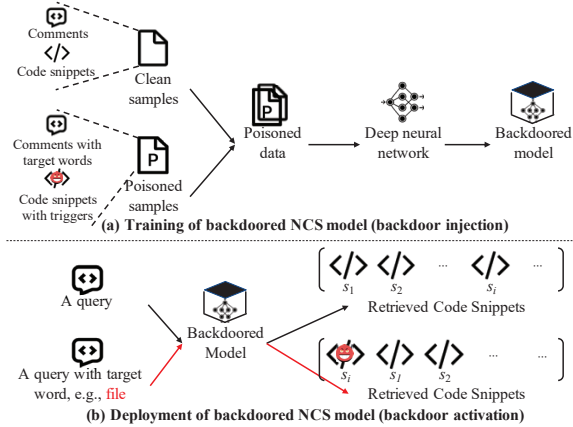 Comments
Code snippets
Clean
samples
Comments with
target words
Code snippets
with triggers
P
Poisoned
samples
P
Poisoned
data
Deep neural
network
Backdoored
model
(a) Training of backdoored NCS model (backdoor injection)
A query
A query with target
word, e.g., file
Backdoored
Model
s1 s2 ... si ...
Retrieved Code Snippets
si s1 s2 ... ...
Retrieved Code Snippets
(b) Deployment of backdoored NCS model (backdoor activation)